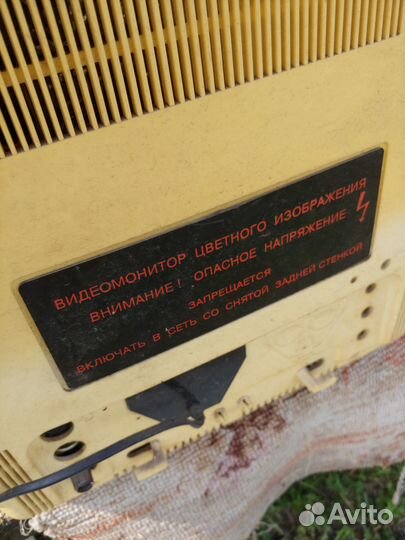 ВИДЕОМОНИТОР ЦВЕТНОГО ИЗОБРАЖЕНИЯ
ВНИМАНИЕ! ОПАСНОЕ НАПРЯЖЕНИЕ
ЗАПРЕЩАЕТСЯ
ВКЛЮЧАТЬ В СЕТЬ СО СНЯТОЙ ЗАДНЕЙ СТЕНКОЙ
Avito